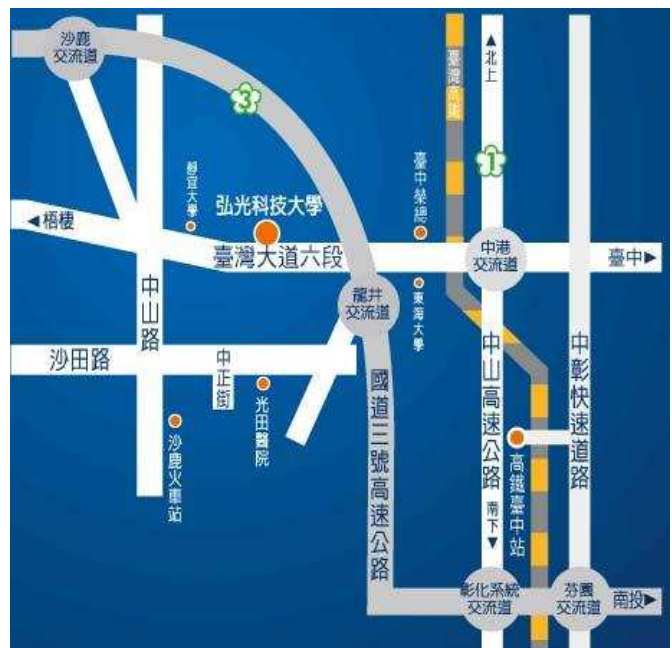 沙鹿
交流道
3
▲北上
臺灣高鐵
1
靜宜大學
弘光科技大學
臺中榮總
◀梧棲
臺灣大道六段
中港
交流道
臺中▶
中山路
龍井
交流道
東海大學
沙田路
中正街
光田醫院
沙鹿火車站
國道三號高速公路
中山高速公路
南下▼
高鐵臺中站
中彰快速道路
彰化系統
交流道
芬園
交流道
南投▶